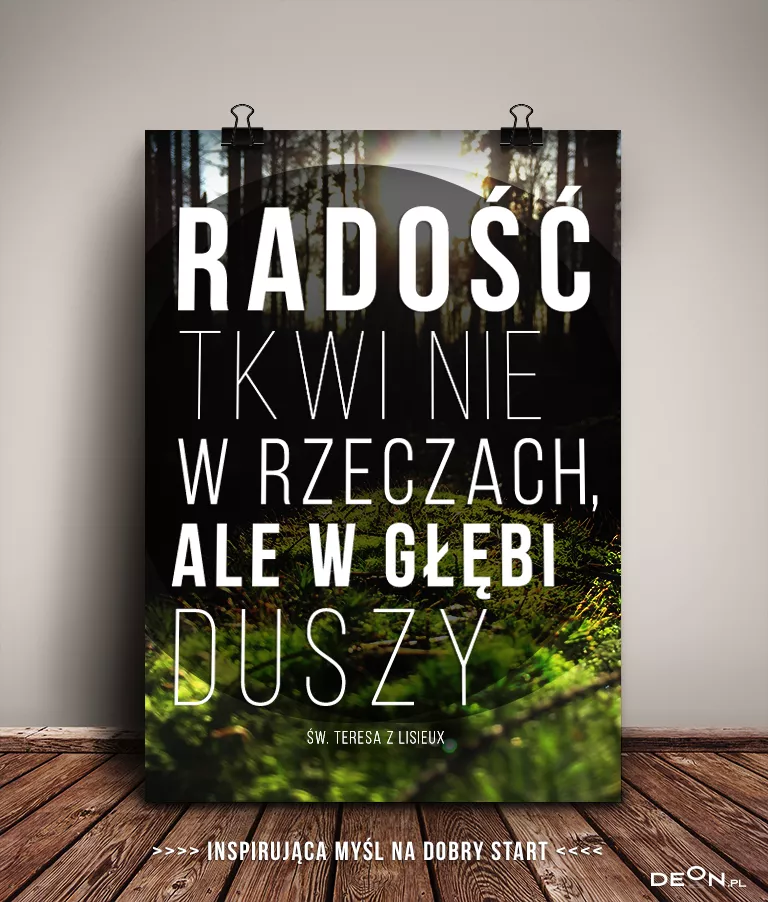 RADOŚĆ
TKWI NIE
W RZECZACH,
ALE W GŁĘBI
DUSZY
ŚW. TERESA Z LISIEUX
>>>> INSPIRUJĄCA MYŚL NA DOBRY START <<<<
DEON.PL